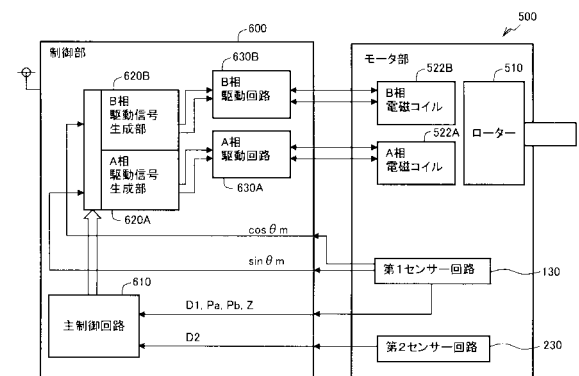 500
600
制御部
モータ部
620B
630B
522B
510
B相
駆動信号
生成部
B相
駆動回路
B相
電磁コイル
ローター
522A
A相
駆動信号
生成部
A相
駆動回路
A相
電磁コイル
620A
630A
cosθm
sinθm
第1センサー回路
130
610
D1, Pa, Pb, Z
主制御回路
D2
第2センサー回路
230